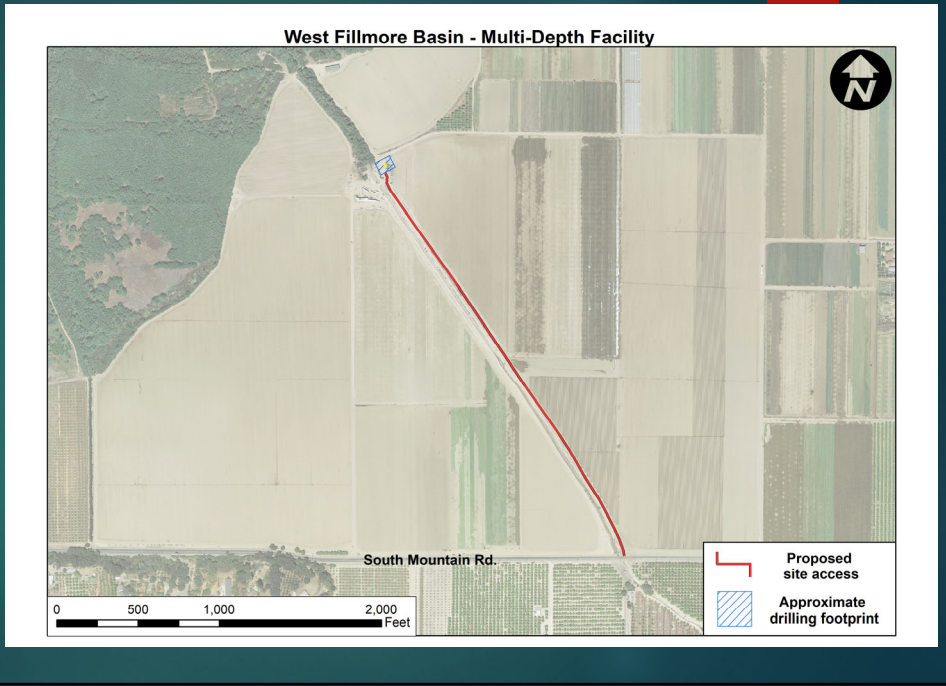 West Fillmore Basin - Multi-Depth Facility
N
South Mountain Rd.
Proposed
site access
Approximate
drilling footprint
0 500 1,000 2,000
Feet